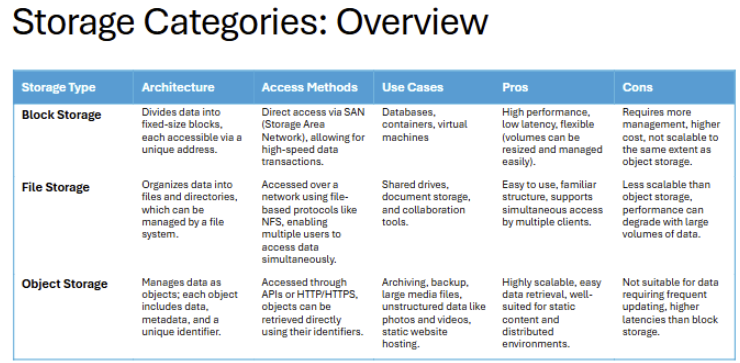 Storage Categories: Overview
Storage Type Architecture Access Methods Use Cases Pros Cons
Block Storage
Divides data into
fixed-size blocks,
each accessible via a
unique address.
Direct access via SAN
(Storage Area
Network), allowing for
high-speed data
transactions.
Databases,
containers, virtual
machines
High performance,
low latency, flexible
(volumes can be
resized and managed
easily).
Requires more
management, higher
cost, not scalable to
the same extent as
object storage.
File Storage
Organizes data into
files and directories,
which can be
managed by a file
system.
Accessed over a
network using file-
based protocols like
NFS, enabling
multiple users to
access data
simultaneously.
Shared drives,
document storage,
and collaboration
tools.
Easy to use, familiar
structure, supports
simultaneous access
by multiple clients.
Less scalable than
object storage,
performance can
degrade with large
volumes of data.
Object Storage
Manages data as
objects; each object
includes data,
metadata, and a
unique identifier.
Accessed through
APIs or HTTP/HTTPS,
objects can be
retrieved directly
using their identifiers.
Archiving, backup,
large media files,
unstructured data like
photos and videos,
static website
hosting.
Highly scalable, easy
data retrieval, well-
suited for static
content and
distributed
environments.
Not suitable for data
requiring frequent
updating, higher
latencies than block
storage.